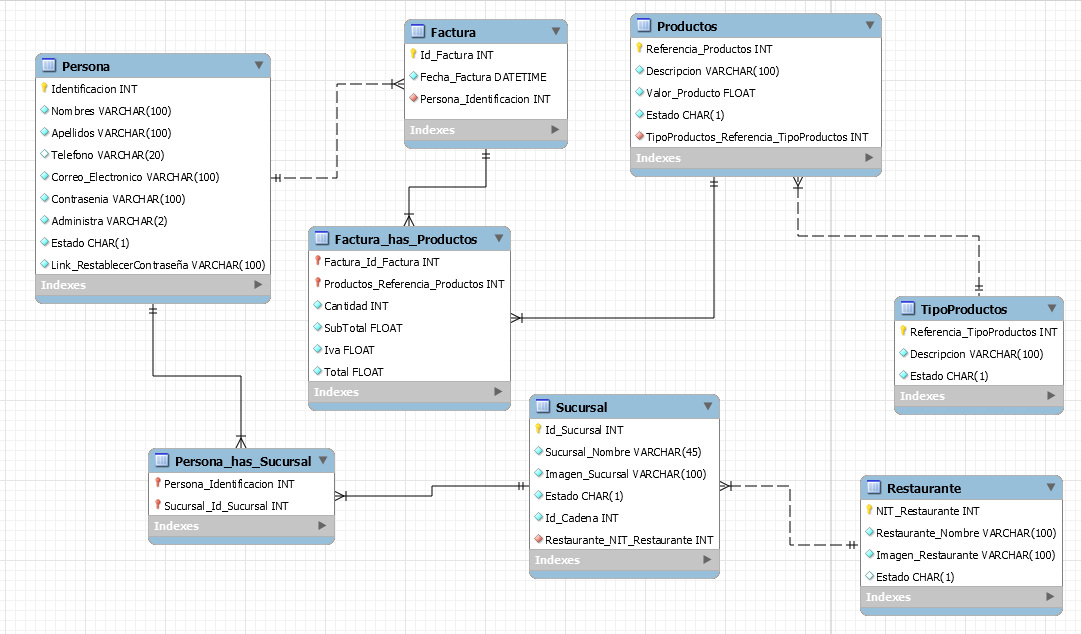 Persona
Identificacion INT
Nombres VARCHAR(100)
Apellidos VARCHAR(100)
Telefono VARCHAR(20)
Correo_Electronico VARCHAR(100)
Contrasenia VARCHAR(100)
Administra VARCHAR(2)
Estado CHAR(1)
Link_RestablecerContraseña VARCHAR(100)
Indexes
Factura
Id_Factura INT
Fecha_Factura DATETIME
Persona_Identificacion INT
Indexes
Productos
Referencia_Productos INT
Descripcion VARCHAR(100)
Valor_Producto FLOAT
Estado CHAR(1)
TipoProductos_Referencia_TipoProductos INT
Indexes
Factura_has_Productos
Factura_Id_Factura INT
Productos_Referencia_Productos INT
Cantidad INT
SubTotal FLOAT
Iva FLOAT
Total FLOAT
Indexes
TipoProductos
Referencia_TipoProductos INT
Descripcion VARCHAR(100)
Estado CHAR(1)
Indexes
Persona_has_Sucursal
Persona_Identificacion INT
Sucursal_Id_Sucursal INT
Indexes
Sucursal
Id_Sucursal INT
Sucursal_Nombre VARCHAR(45)
Imagen_Sucursal VARCHAR(100)
Estado CHAR(1)
Id_Cadena INT
Restaurante_NIT_Restaurante INT
Indexes
Restaurante
NIT_Restaurante INT
Restaurante_Nombre VARCHAR(100)
Imagen_Restaurante VARCHAR(100)
Estado CHAR(1)
Indexes